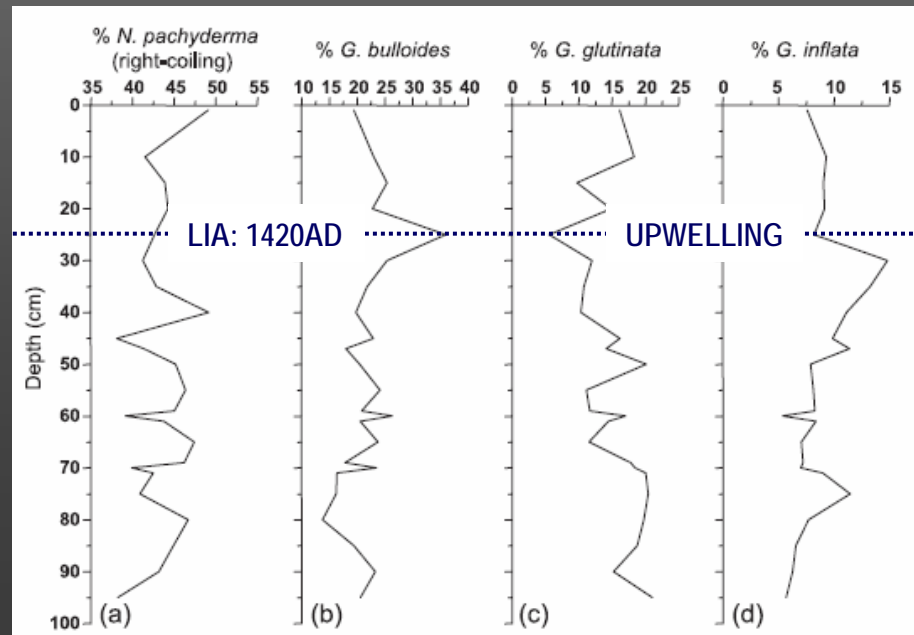 % N. pachyderma
(right-coiling)
% G. bulloides
% G. glutinata
% G. inflata
35 40 45 50 55
10 15 20 25 30 35 40
0 5 10 15 20 25
0 5 10 15
0
10
20
LIA: 1420AD
UPWELLING
30
40
Depth (cm)
50
60
70
80
90
100
(a)
(b)
(c)
(d)